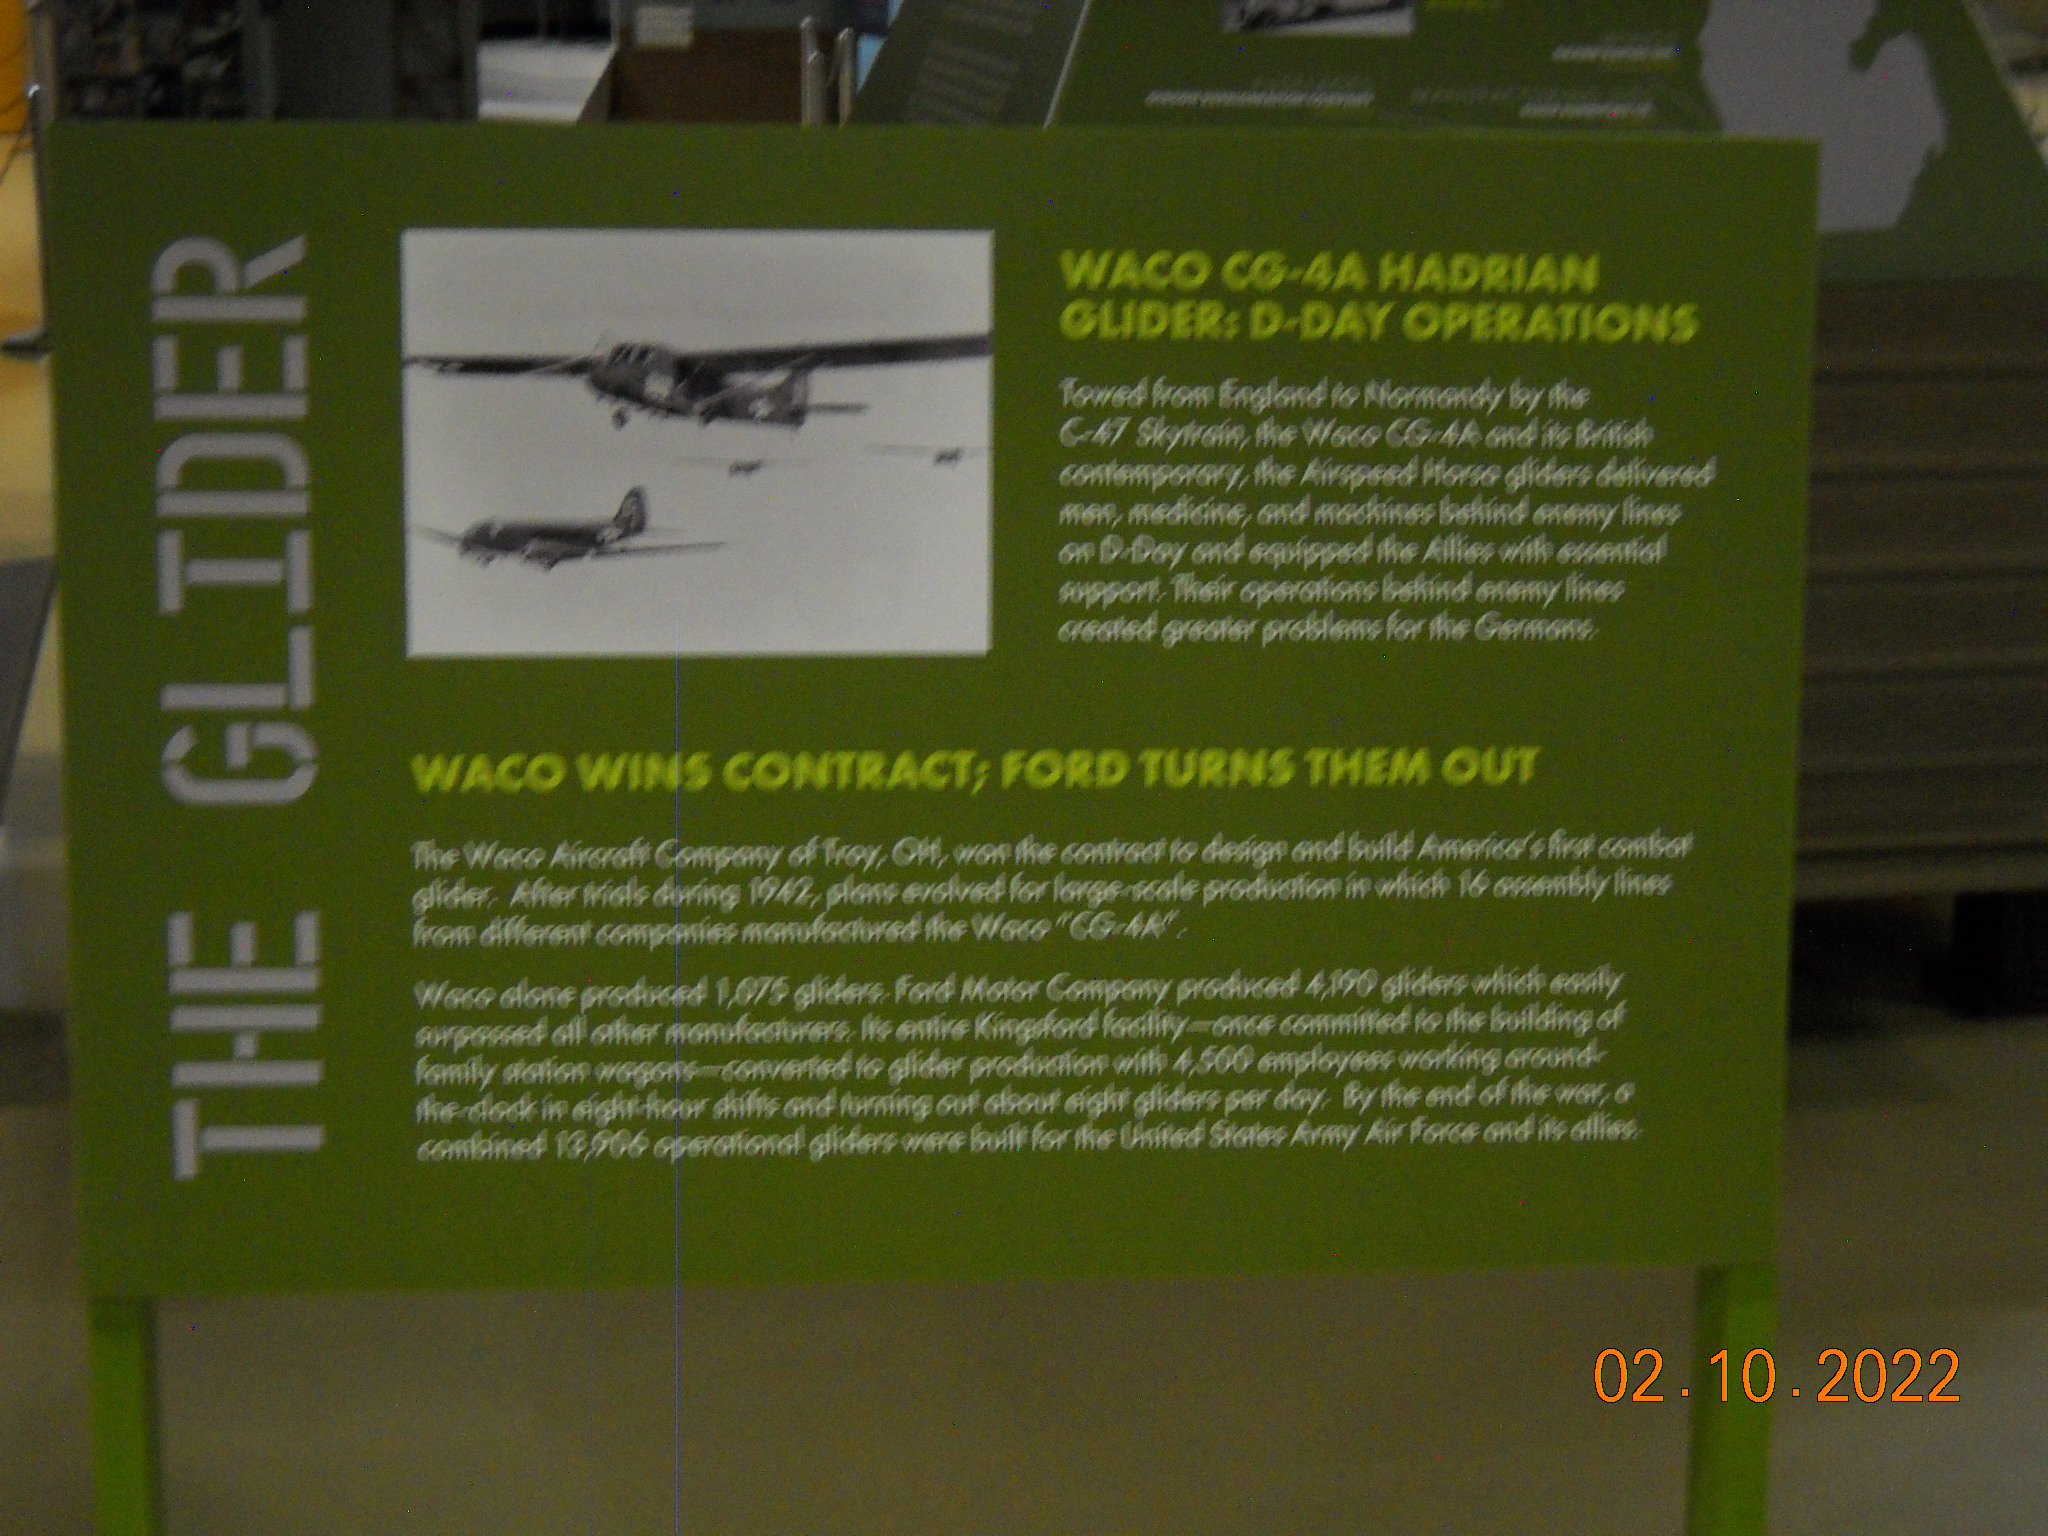 THE GLIDER
WACO CG-4A HADRIAN
GLIDER: D-DAY OPERATIONS
Towed from England to Normandy by the
C-47 Skytrain, the Waco CG-4A and its British
contemporary, the Airspeed Horsa gliders delivered
men, medicine, and machines behind enemy lines
on D-Day and equipped the Allies with essential
support. Their operations behind enemy lines
created greater problems for the Germans.
WACO WINS CONTRACT; FORD TURNS THEM OUT
The Waco Aircraft Company of Troy, OH, won the contract to design and build America's first combat
glider. After trials during 1942, plans evolved for large-scale production in which 16 assembly lines
from different companies manufactured the Waco "CG-4A".
Waco alone produced 1,075 gliders. Ford Motor Company produced 4,190 gliders which easily
surpassed all other manufacturers. Its entire Kingsford facility—once committed to the building of
family station wagons—converted to glider production with 4,500 employees working around-
the-clock in eight-hour shifts and turning out about eight gliders per day. By the end of the war, a
combined 13,906 operational gliders were built for the United States Army Air Force and its allies.
02.10.2022